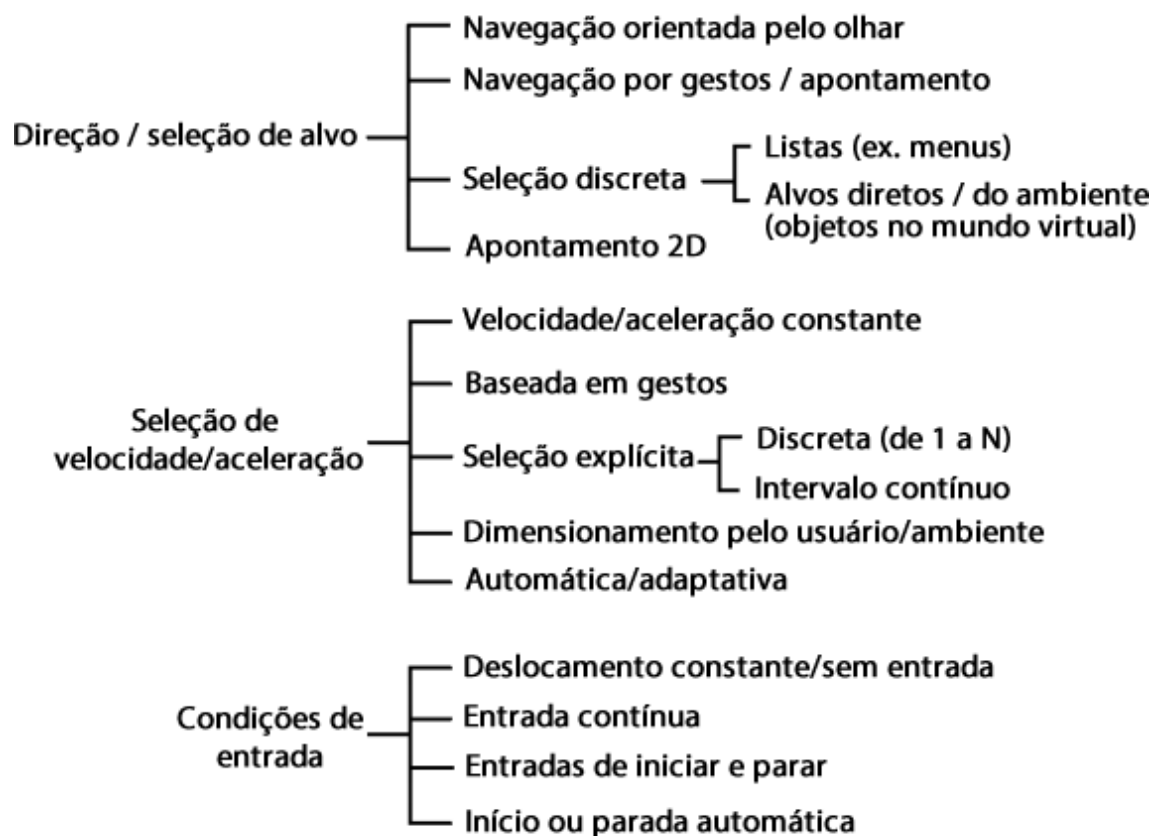 Direção / seleção de alvo
Navegação orientada pelo olhar
Navegação por gestos / apontamento
Seleção discreta
Listas (ex. menus)
Alvos diretos / do ambiente
(objetos no mundo virtual)
Apontamento 2D
Seleção de
velocidade/aceleração
Velocidade/aceleração constante
Baseada em gestos
Seleção explícita
Discreta (de 1 a N)
Intervalo contínuo
Dimensionamento pelo usuário/ambiente
Automática/adaptativa
Condições de
entrada
Deslocamento constante/sem entrada
Entrada contínua
Entradas de iniciar e parar
Início ou parada automática